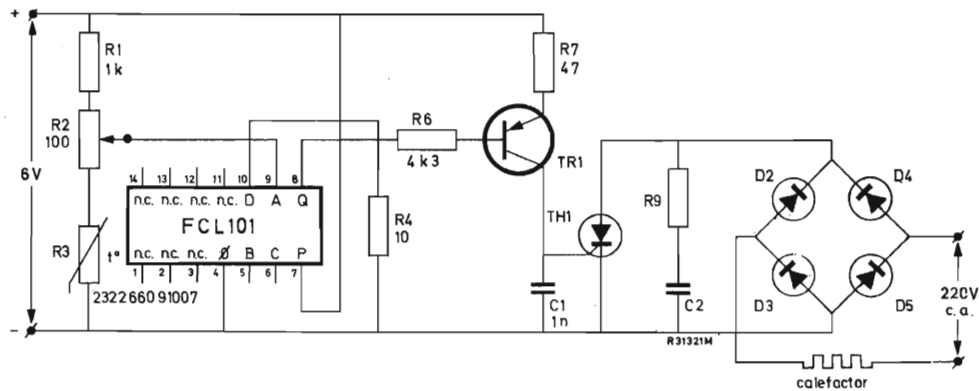 +
R1
1k
R7
47
R2
100
R6
4k3
TR1
6V
14 13 12 11 10 9 8
n.c. n.c. n.c. n.c. D A Q
FCL101
n.c. n.c. n.c. Ø B C P
1 2 3 4 5 6 7
R3
t°
2322 660 91007
R4
10
TH1
R9
D2
D4
D3
D5
C1
1n
C2
R31321M
220V
c.a.
-
calefactor